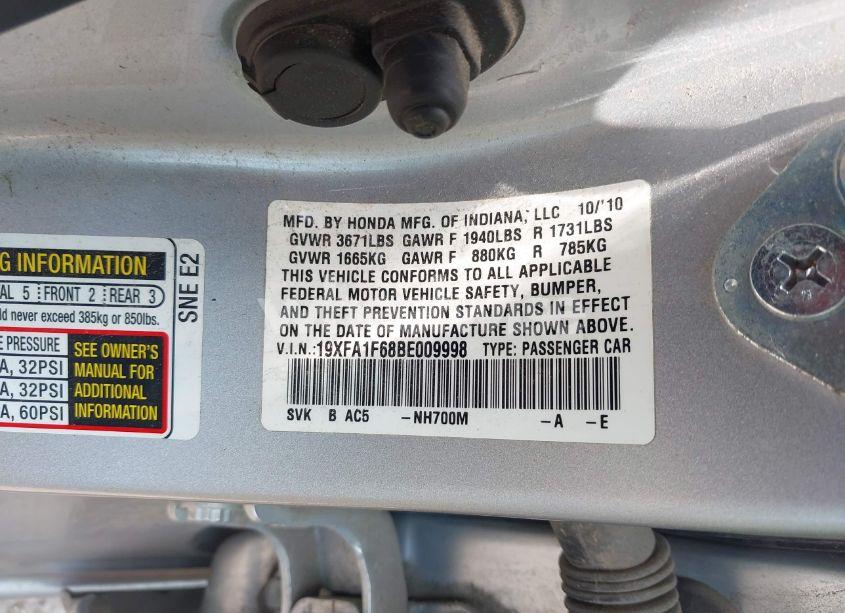 G INFORMATION
AL 5 FRONT 2 REAR 3
ld never exceed 385kg or 850lbs.
E PRESSURE
A, 32PSI
A, 32PSI
A, 60PSI
SEE OWNER'S
MANUAL FOR
ADDITIONAL
INFORMATION
SNE E2
MFD. BY HONDA MFG. OF INDIANA, LLC 10/'10
GVWR 3671LBS GAWR F 1940LBS R 1731LBS
GVWR 1665KG GAWR F 880KG R 785KG
THIS VEHICLE CONFORMS TO ALL APPLICABLE
FEDERAL MOTOR VEHICLE SAFETY, BUMPER,
AND THEFT PREVENTION STANDARDS IN EFFECT
ON THE DATE OF MANUFACTURE SHOWN ABOVE.
V.I.N.:19XFA1F68BE009998 TYPE: PASSENGER CAR
SVK B AC5 -NH700M -A -E